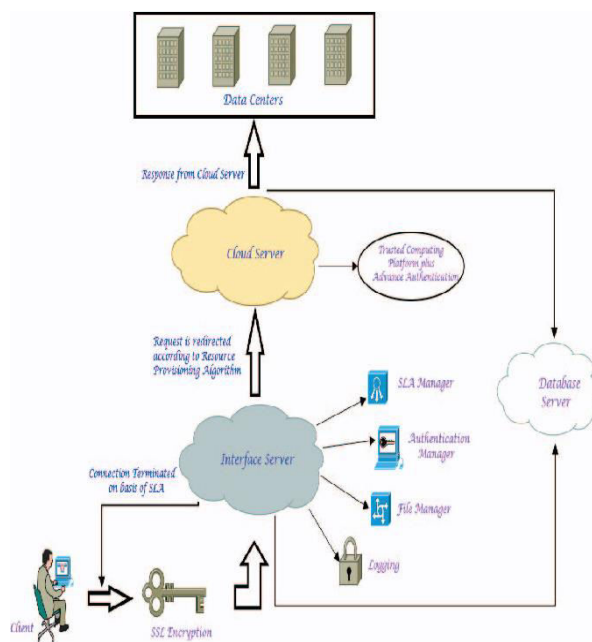 Data Centers
Response from Cloud Server
Cloud Server
Trusted Computing
Platform plus
Advance Authentication
Request is redirected
according to Resource
Provisioning Algorithm
SLA Manager
Database
Server
Interface Server
Authentication
Manager
Connection Terminated
on basis of SLA
File Manager
Logging
Client
SSL Encryption